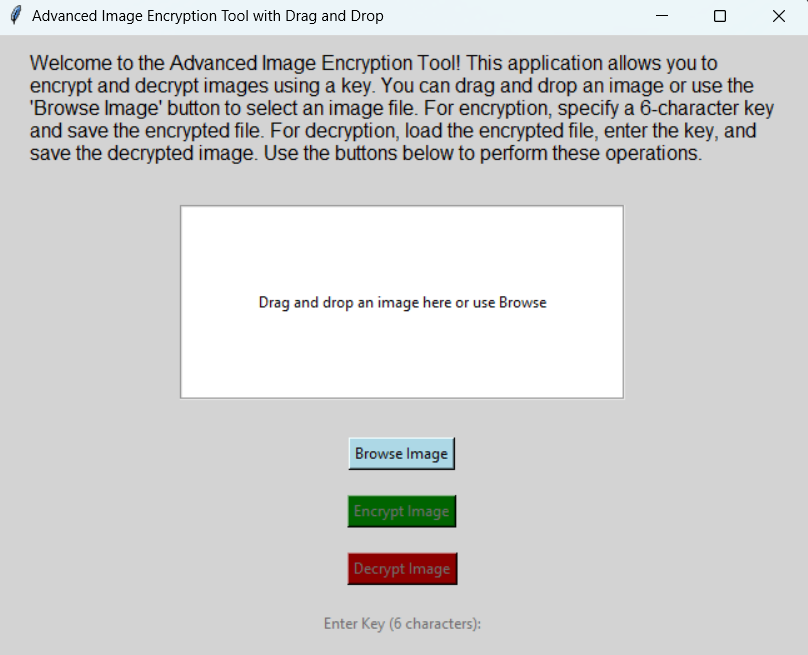 Advanced Image Encryption Tool with Drag and Drop
Welcome to the Advanced Image Encryption Tool! This application allows you to
encrypt and decrypt images using a key. You can drag and drop an image or use the
'Browse Image' button to select an image file. For encryption, specify a 6-character key
and save the encrypted file. For decryption, load the encrypted file, enter the key, and
save the decrypted image. Use the buttons below to perform these operations.
Drag and drop an image here or use Browse
Browse Image
Encrypt Image
Decrypt Image
Enter Key (6 characters):